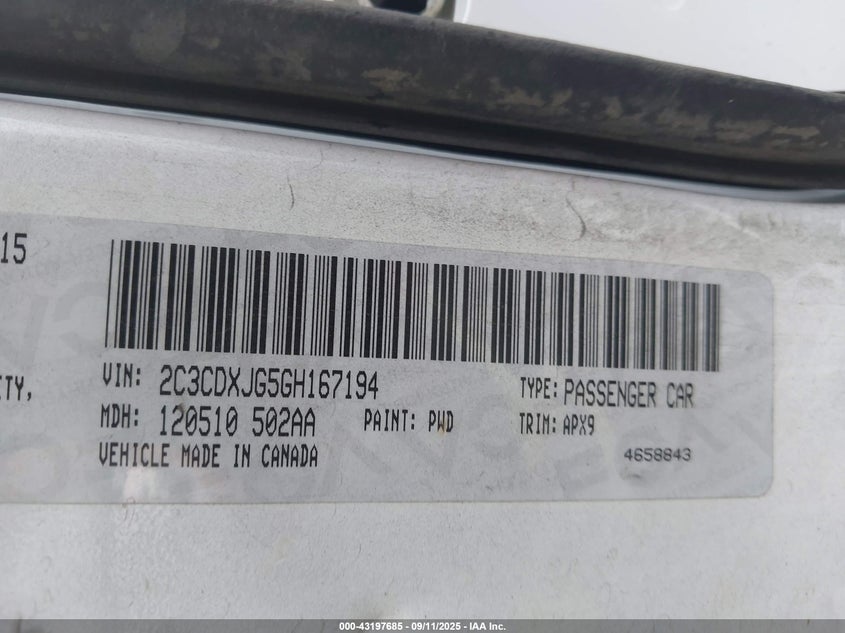 15
VIN: 2C3CDXJG5GH167194 TYPE: PASSENGER CAR
ETY,
MDH: 120510 502AA PAINT: PWD TRIM: APX9
VEHICLE MADE IN CANADA 4658843
000-43197685 - 09/11/2025 - IAA Inc.